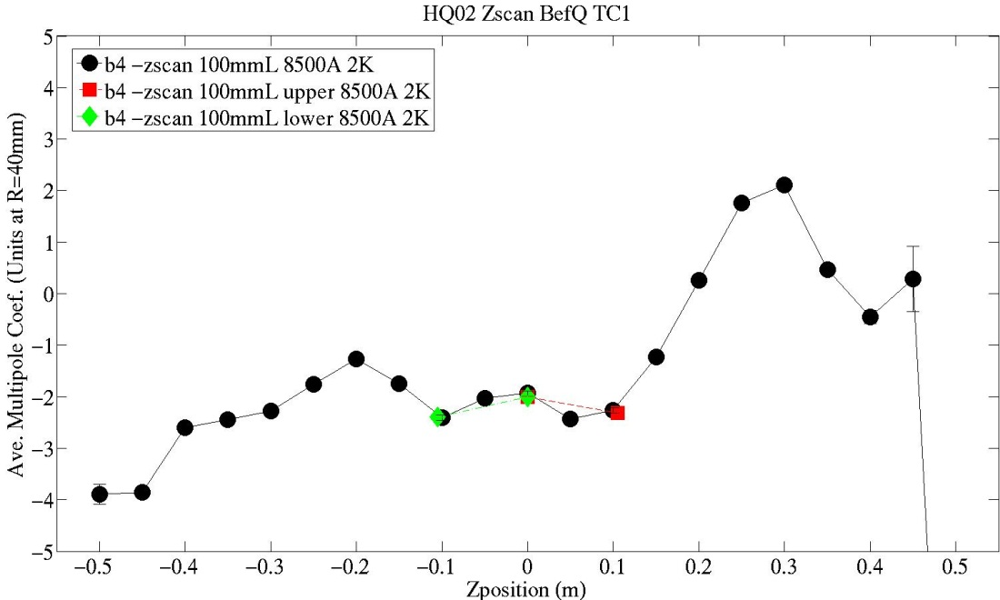 HQ02 Zscan BefQ TC1
b4 −zscan 100mmL 8500A 2K
b4 −zscan 100mmL upper 8500A 2K
b4 −zscan 100mmL lower 8500A 2K
Ave. Multipole Coef. (Units at R=40mm)
5
4
3
2
1
0
−1
−2
−3
−4
−5
−0.5 −0.4 −0.3 −0.2 −0.1 0 0.1 0.2 0.3 0.4 0.5
Zposition (m)